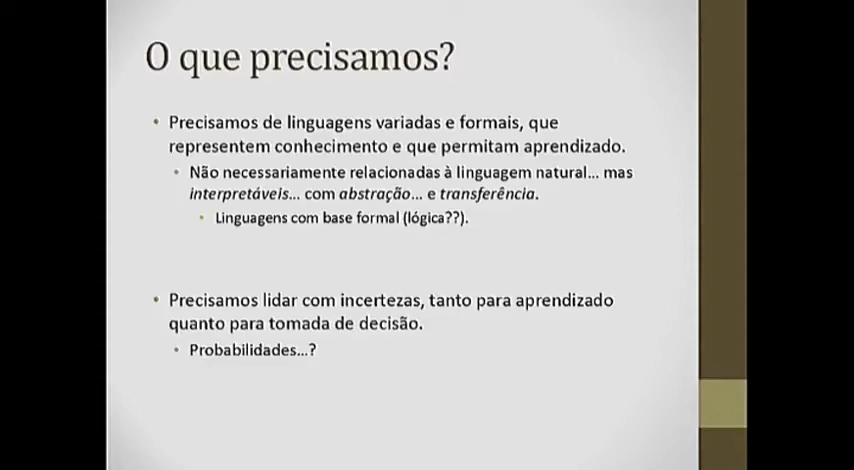 O que precisamos?
• Precisamos de linguagens variadas e formais, que
representem conhecimento e que permitam aprendizado.
• Não necessariamente relacionadas à linguagem natural... mas
interpretáveis... com abstração... e transferência.
• Linguagens com base formal (lógica??).
• Precisamos lidar com incertezas, tanto para aprendizado
quanto para tomada de decisão.
• Probabilidades...?